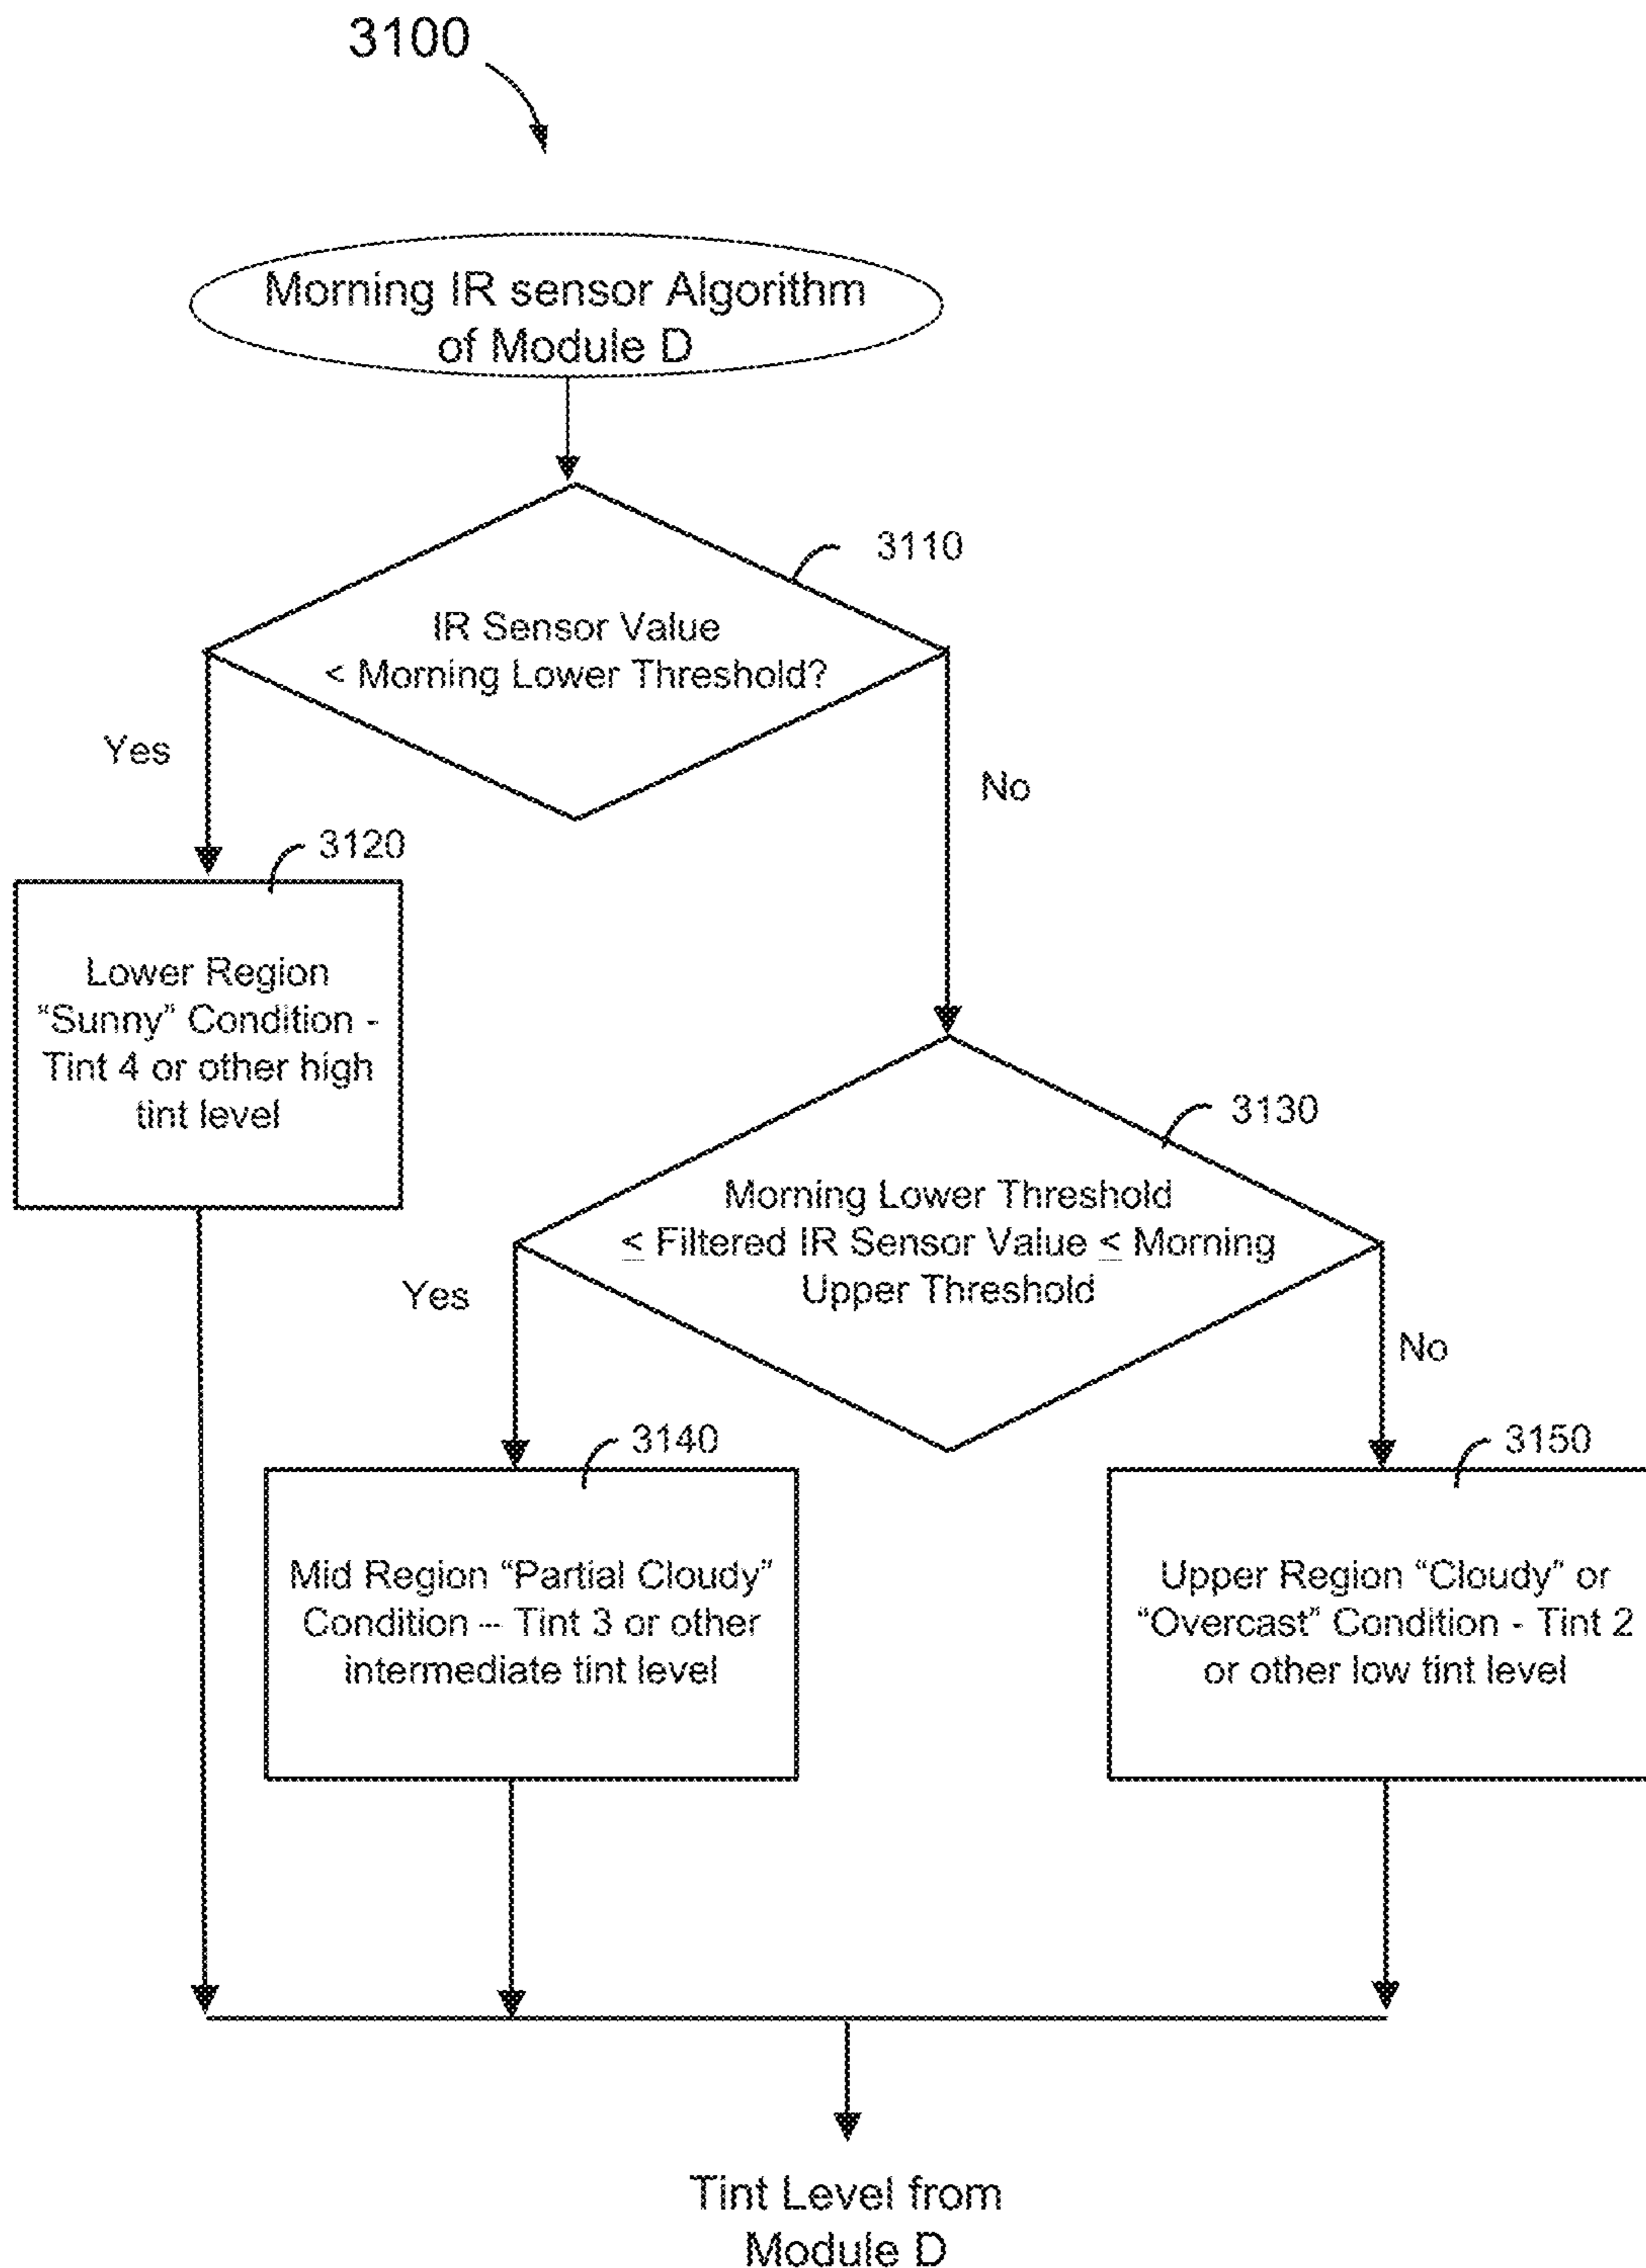 3100
Morning IR sensor Algorithm
of Module D
3110
IR Sensor Value
< Morning Lower Threshold?
Yes
No
3120
Lower Region
“Sunny” Condition -
Tint 4 or other high
tint level
3130
Morning Lower Threshold
≤ Filtered IR Sensor Value ≤ Morning
Upper Threshold
Yes
No
3140
Mid Region “Partial Cloudy”
Condition -- Tint 3 or other
intermediate tint level
3150
Upper Region “Cloudy” or
“Overcast” Condition - Tint 2
or other low tint level
Tint Level from
Module D